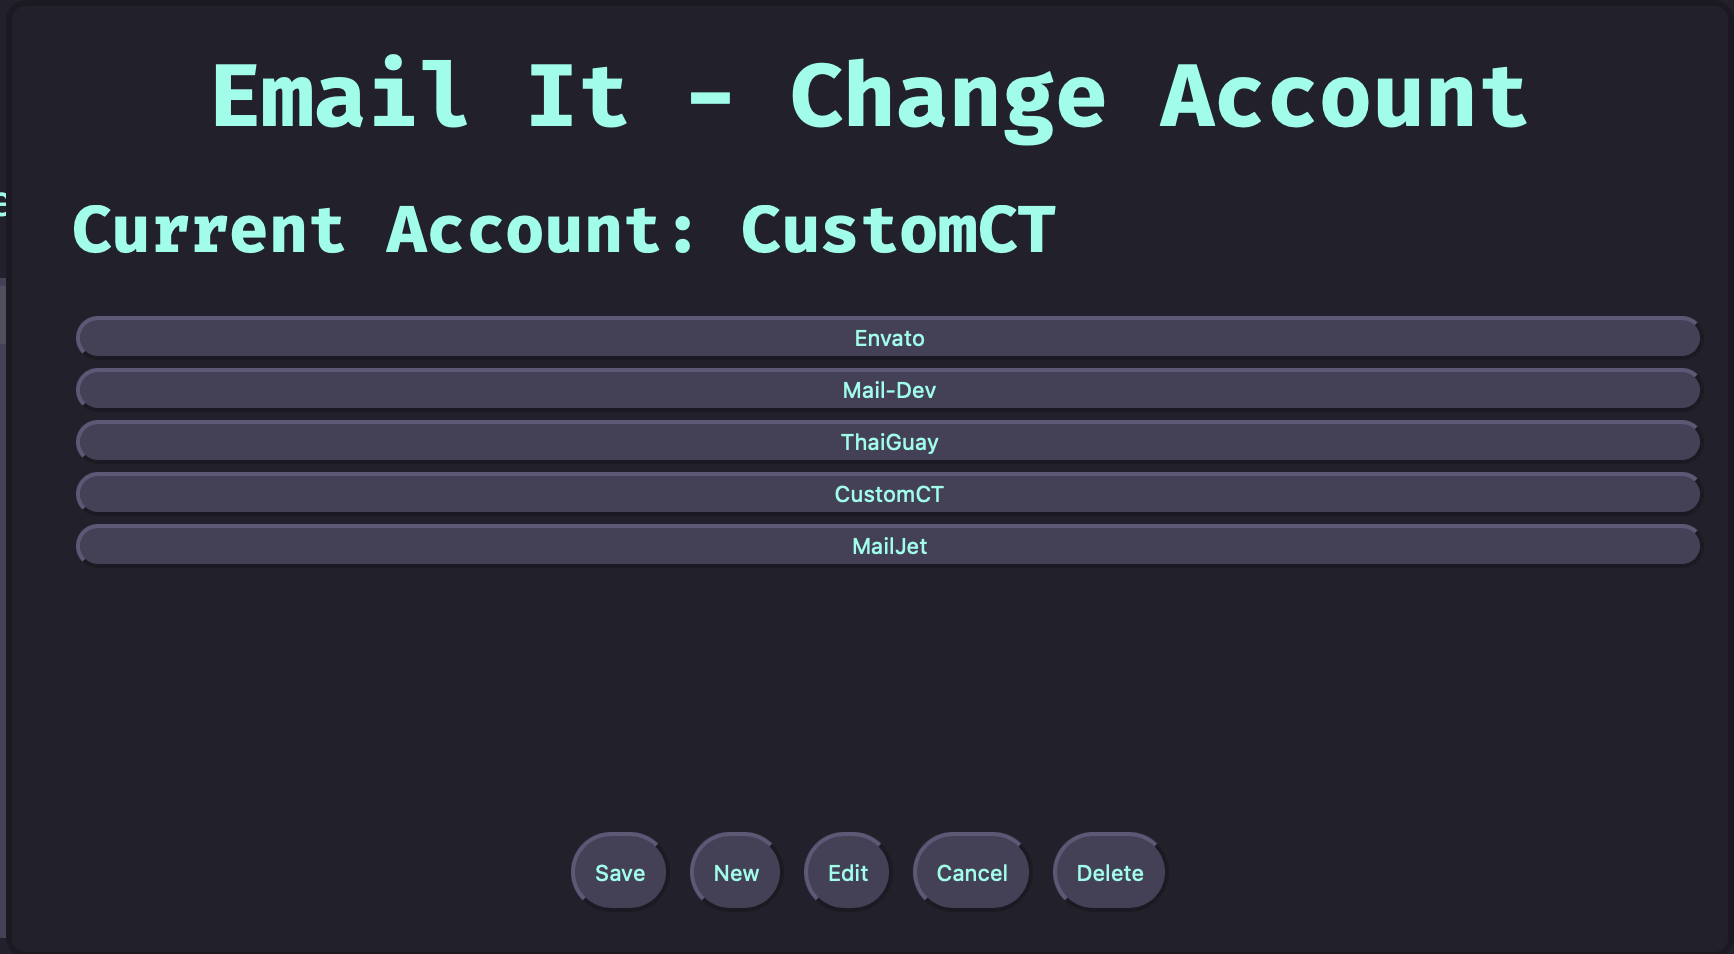 Email It - Change Account
Current Account: CustomCT
Envato
Mail-Dev
ThaiGuay
CustomCT
MailJet
Save New Edit Cancel Delete